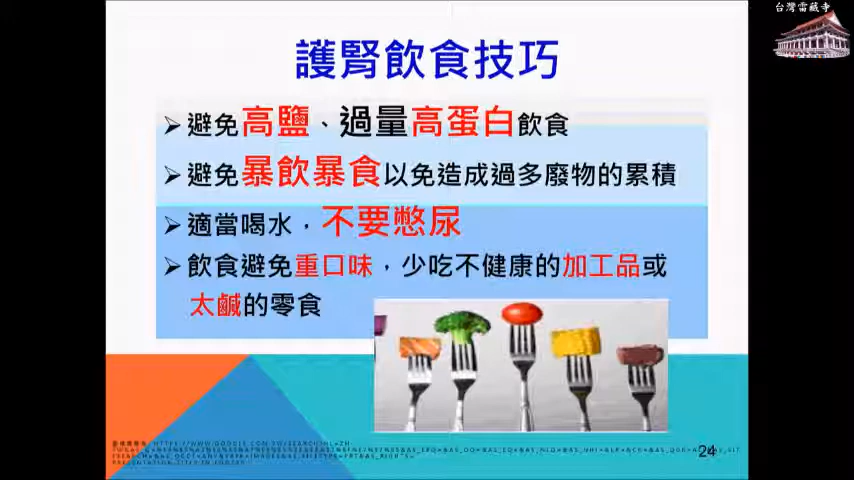 台灣雷藏寺
護腎飲食技巧
➢避免高鹽、過量高蛋白飲食
➢避免暴飲暴食以免造成過多廢物的累積
➢適當喝水，不要憋尿
➢飲食避免重口味，少吃不健康的加工品或
太鹹的零食
24